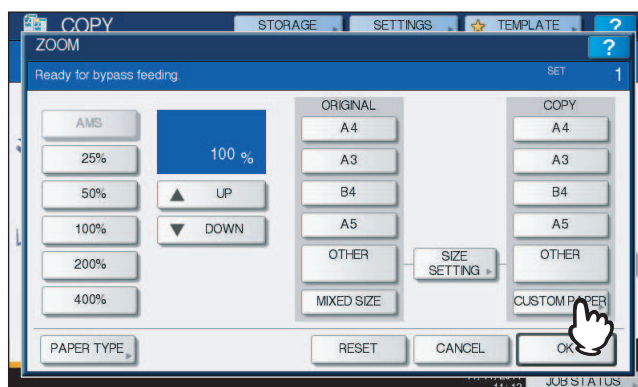 COPY
STORAGE
SETTINGS
TEMPLATE
?
ZOOM
?
Ready for bypass feeding.
SET 1
ORIGINAL
COPY
AMS
100 %
A4
A4
25%
A3
A3
50%
UP
B4
B4
100%
DOWN
A5
A5
200%
OTHER
SIZE
SETTING
OTHER
400%
MIXED SIZE
CUSTOM PAPER
PAPER TYPE
RESET
CANCEL
OK
JOB STATUS